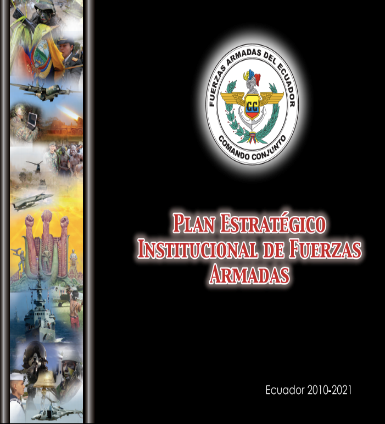 FUERZAS ARMADAS DEL ECUADOR
CC
COMANDO CONJUNTO
PLAN ESTRATÉGICO
INSTITUCIONAL DE FUERZAS
ARMADAS
Ecuador 2010-2021